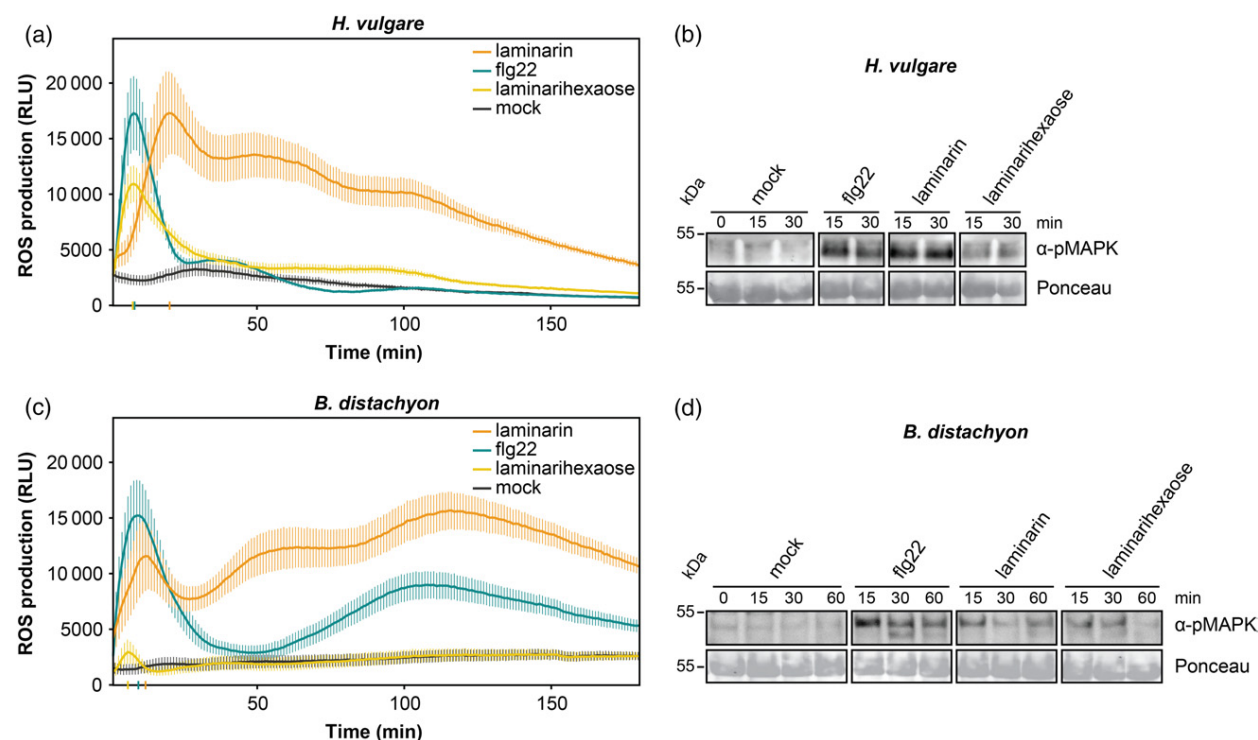 (a)
H. vulgare
ROS production (RLU)
20 000
15 000
10 000
5000
0
laminarin
flg22
laminarihexaose
mock
50
100
150
Time (min)
(b)
H. vulgare
kDa
mock
flg22
laminarin
laminarihexaose
0 15 30 15 30 15 30 15 30 min
55
α-pMAPK
55
Ponceau
(c)
B. distachyon
ROS production (RLU)
20 000
15 000
10 000
5000
0
laminarin
flg22
laminarihexaose
mock
50
100
150
Time (min)
(d)
B. distachyon
kDa
mock
flg22
laminarin
laminarihexaose
0 15 30 60 15 30 60 15 30 60 15 30 60 min
55
α-pMAPK
55
Ponceau